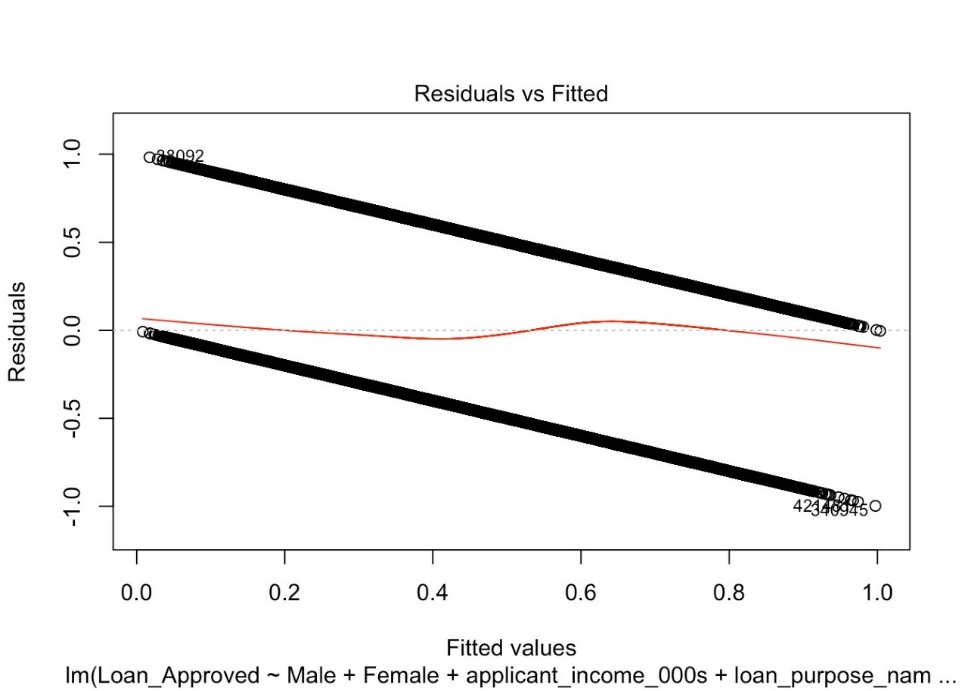 Residuals vs Fitted
1.0
0.5
0.0
-0.5
-1.0
Residuals
0.0 0.2 0.4 0.6 0.8 1.0
Fitted values
lm(Loan_Approved ~ Male + Female + applicant_income_000s + loan_purpose_nam ...